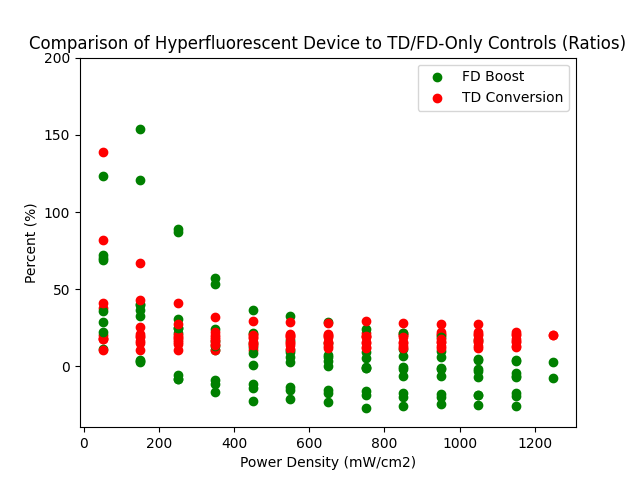 Comparison of Hyperfluorescent Device to TD/FD-Only Controls (Ratios)
FD Boost
TD Conversion
200
150
100
50
0
Percent (%)
0 200 400 600 800 1000 1200
Power Density (mW/cm2)